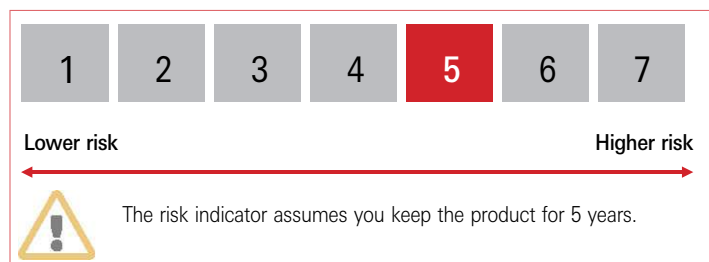 1 2 3 4 5 6 7
Lower risk Higher risk
The risk indicator assumes you keep the product for 5 years.